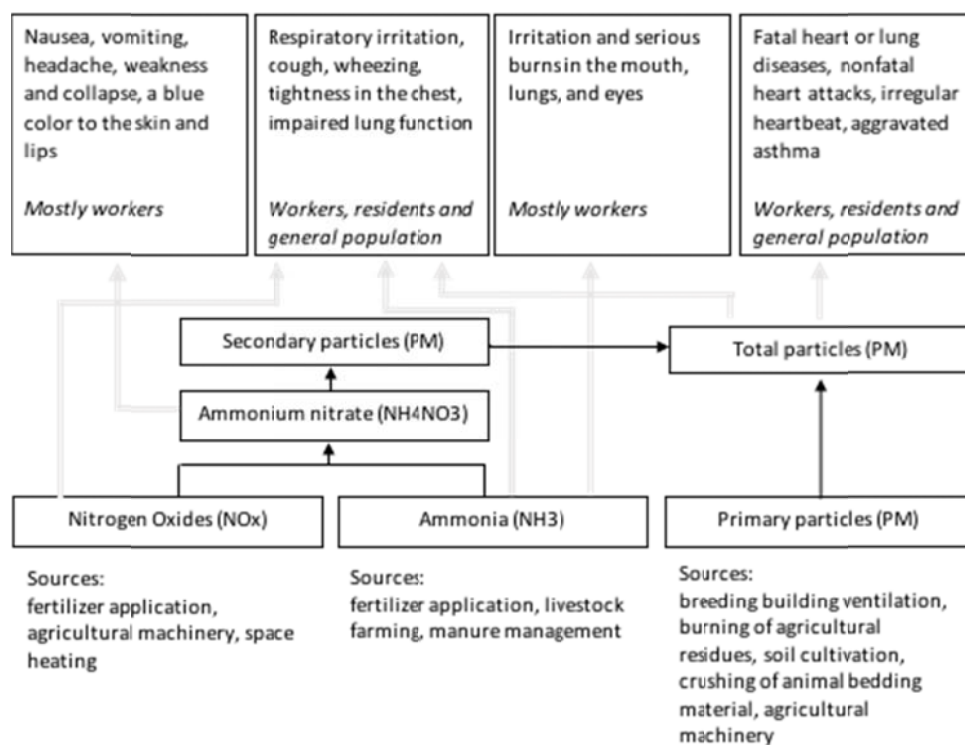 Nausea, vomiting,
headache, weakness
and collapse, a blue
color to the skin and
lips
Mostly workers
Respiratory irritation,
cough, wheezing,
tightness in the chest,
impaired lung function
Workers, residents and
general population
Irritation and serious
burns in the mouth,
lungs, and eyes
Mostly workers
Fatal heart or lung
diseases, nonfatal
heart attacks, irregular
heartbeat, aggravated
asthma
Workers, residents and
general population
Secondary particles (PM)
Total particles (PM)
Ammonium nitrate (NH4NO3)
Nitrogen Oxides (NOx)
Ammonia (NH3)
Primary particles (PM)
Sources:
fertilizer application,
agricultural machinery, space
heating
Sources:
fertilizer application, livestock
farming, manure management
Sources:
breeding building ventilation,
burning of agricultural
residues, soil cultivation,
crushing of animal bedding
material, agricultural
machinery